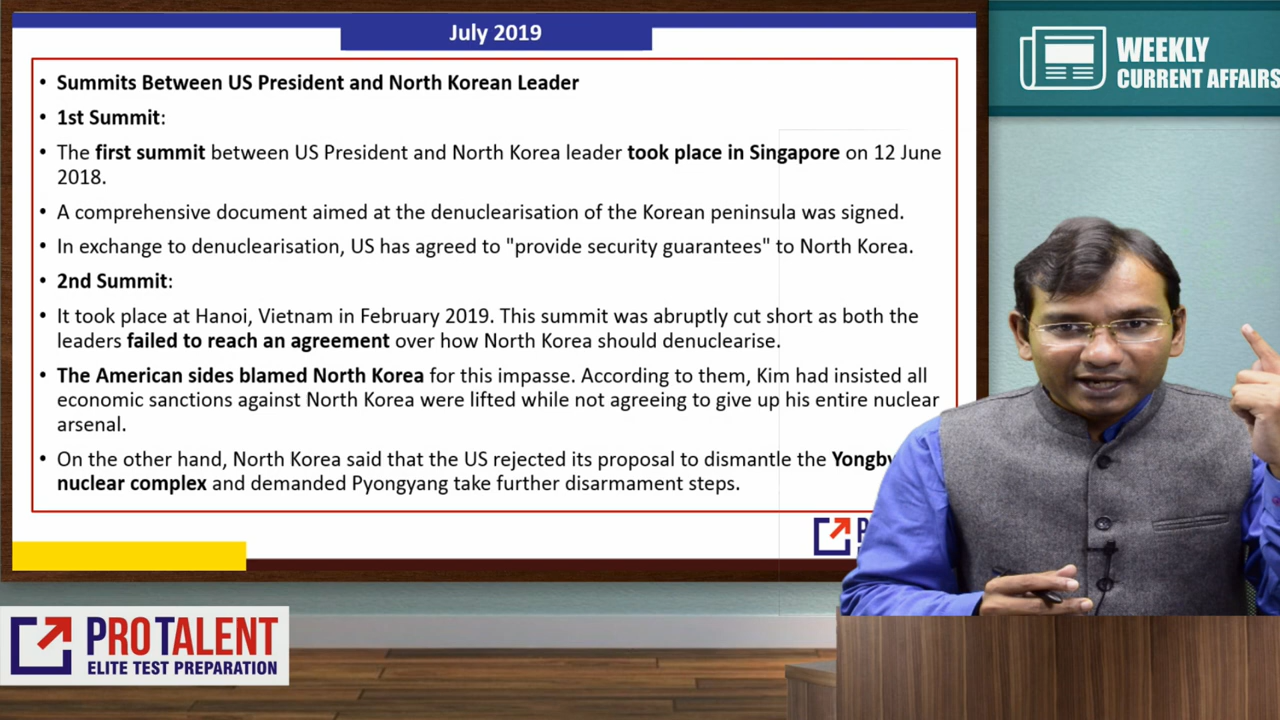 July 2019
WEEKLY
CURRENT AFFAIRS
• Summits Between US President and North Korean Leader
• 1st Summit:
• The first summit between US President and North Korea leader took place in Singapore on 12 June
2018.
• A comprehensive document aimed at the denuclearisation of the Korean peninsula was signed.
• In exchange to denuclearisation, US has agreed to "provide security guarantees" to North Korea.
• 2nd Summit:
• It took place at Hanoi, Vietnam in February 2019. This summit was abruptly cut short as both the
leaders failed to reach an agreement over how North Korea should denuclearise.
• The American sides blamed North Korea for this impasse. According to them, Kim had insisted all
economic sanctions against North Korea were lifted while not agreeing to give up his entire nuclear
arsenal.
• On the other hand, North Korea said that the US rejected its proposal to dismantle the
nuclear complex and demanded Pyongyang take further disarmament steps.
PROTALENT
ELITE TEST PREPARATION